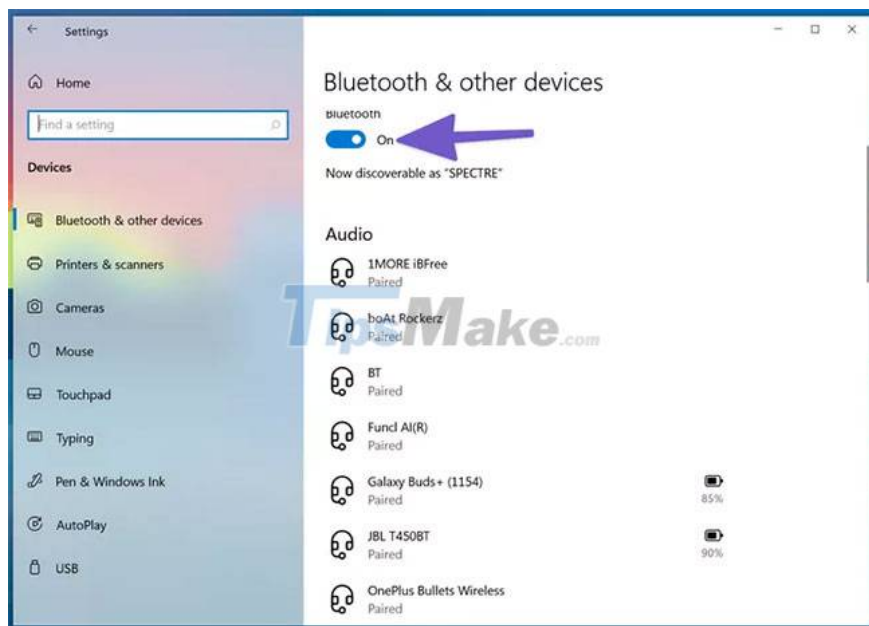 Settings
Home
Find a setting
Devices
Bluetooth & other devices
Printers & scanners
Cameras
Mouse
Touchpad
Typing
Pen & Windows Ink
AutoPlay
USB
Bluetooth & other devices
Bluetooth
On
Now discoverable as "SPECTRE"
Audio
1MORE iBFree
Paired
boAt Rockerz
Paired
BT
Paired
Funcl AI(R)
Paired
Galaxy Buds+ (1154)
Paired
85%
JBL T450BT
Paired
90%
OnePlus Bullets Wireless
Paired
TipsMake.com